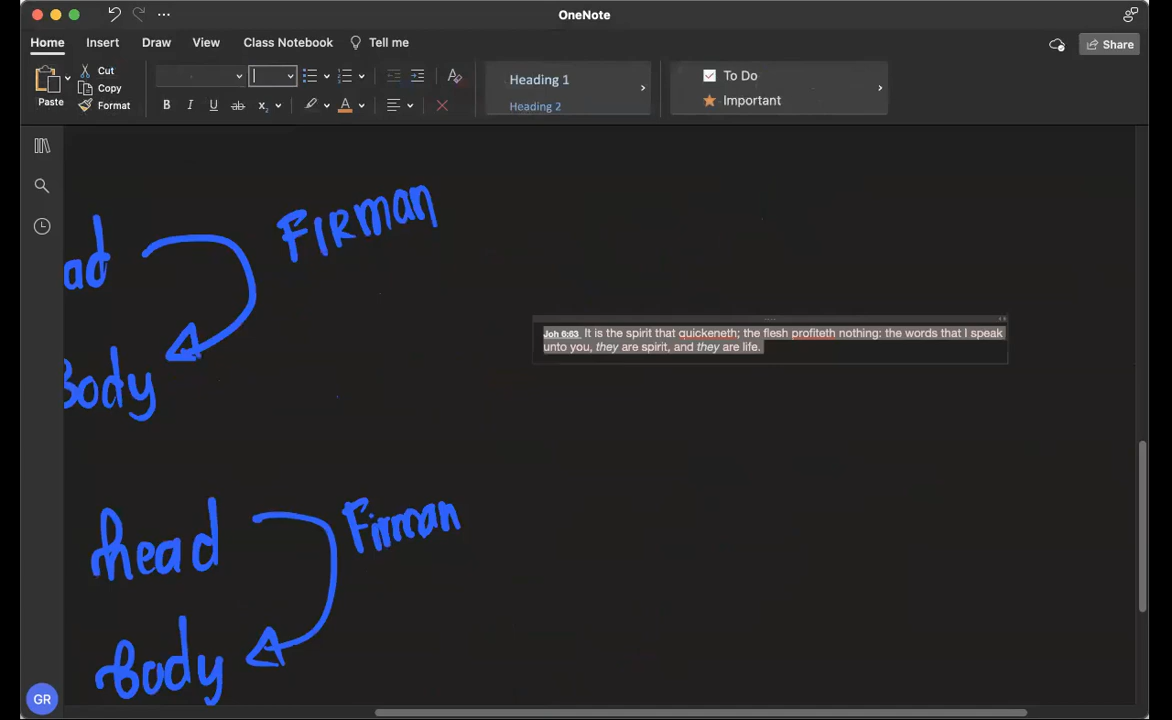 OneNote
Home Insert Draw View Class Notebook Tell me
Share
Paste
Cut
Copy
Format
B I U ab x₂ A
Heading 1
Heading 2
To Do
Important
FIRMAN
ad
Body
Joh 6:63 It is the spirit that quickeneth; the flesh profiteth nothing: the words that I speak
unto you, they are spirit, and they are life.
head
Firman
Body
GR